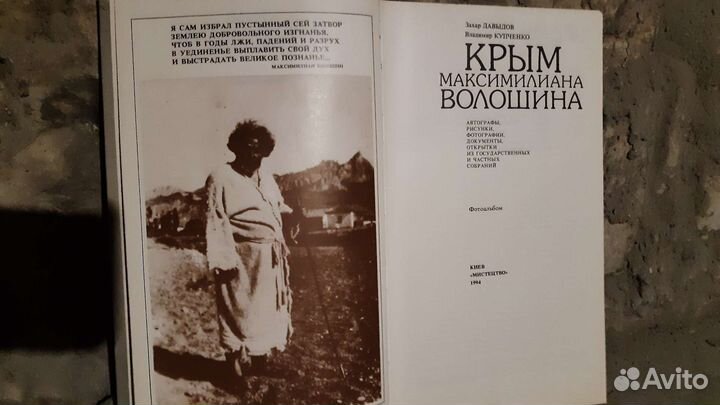 Я САМ ИЗБРАЛ ПУСТЫННЫЙ СЕЙ ЗАТВОР
ЗЕМЛЕЮ ДОБРОВОЛЬНОГО ИЗГНАНЬЯ,
ЧТОБ В ГОДЫ ЛЖИ, ПАДЕНИЙ И РАЗРУХ
В УЕДИНЕНЬЕ ВЫПЛАВИТЬ СВОЙ ДУХ
И ВЫСТРАДАТЬ ВЕЛИКОЕ ПОЗНАНЬЕ...
МАКСИМИЛИАН ВОЛОШИН
Захар ДАВЫДОВ
Владимир КУПЧЕНКО
КРЫМ
МАКСИМИЛИАНА
ВОЛОШИНА
АВТОГРАФЫ,
РИСУНКИ,
ФОТОГРАФИИ,
ДОКУМЕНТЫ,
ОТКРЫТКИ
ИЗ ГОСУДАРСТВЕННЫХ
И ЧАСТНЫХ
СОБРАНИЙ
Фотоальбом
КИЕВ
«МИСТЕЦТВО»
1994
Avito